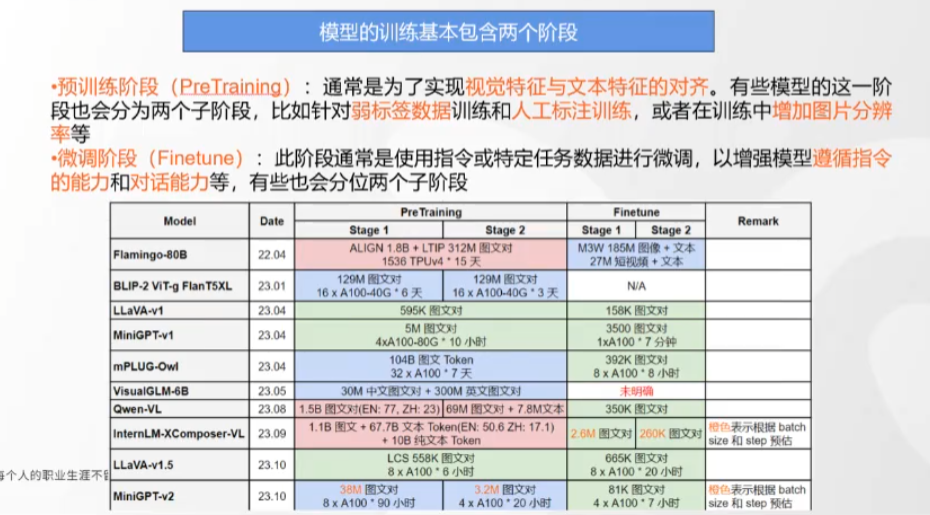 模型的训练基本包含两个阶段
•预训练阶段（PreTraining）：通常是为了实现视觉特征与文本特征的对齐。有些模型的这一阶
段也会分为两个子阶段，比如针对弱标签数据训练和人工标注训练，或者在训练中增加图片分辨
率等
•微调阶段（Finetune）：此阶段通常是使用指令或特定任务数据进行微调，以增强模型遵循指令
的能力和对话能力等，有些也会分位两个子阶段
Model Date PreTraining Finetune Remark
Stage 1 Stage 2 Stage 1 Stage 2
Flamingo-80B 22.04 ALIGN 1.8B + LTIP 312M 图文对 M3W 185M 图像 + 文本
1536 TPUv4 * 15 天 27M 短视频 + 文本
BLIP-2 ViT-g FlanT5XL 23.01 129M 图文对 129M 图文对 N/A
16 x A100-40G * 6 天 16 x A100-40G * 3 天
LLaVA-v1 23.04 595K 图文对 158K 图文对
MiniGPT-v1 23.04 5M 图文对 3500 图文对
4xA100-80G * 10 小时 1xA100 * 7 分钟
mPLUG-Owl 23.04 104B 图文 Token 392K 图文对
32 x A100 * 7 天 8 x A100 * 8 小时
VisualGLM-6B 23.05 30M 中文图文对 + 300M 英文图文对 未明确
Qwen-VL 23.08 1.5B 图文对(EN: 77, ZH: 23) 69M 图文对 + 7.8M文本 350K 图文对
InternLM-XComposer-VL 23.09 1.1B 图文 + 67.7B 文本 Token(EN: 50.6 ZH: 17.1) 2.6M 图文对 260K 图文对 橙色表示根据 batch
+ 10B 纯文本 Token size 和 step 预估
LLaVA-v1.5 23.10 LCS 558K 图文对 665K 图文对
8 x A100 * 6 小时 8 x A100 * 20 小时
每个人的职业生涯不留
MiniGPT-v2 23.10 38M 图文对 3.2M 图文对 81K 图文对 橙色表示根据 batch
8 x A100 * 90 小时 4 x A100 * 20 小时 4 x A100 * 7 小时 size 和 step 预估